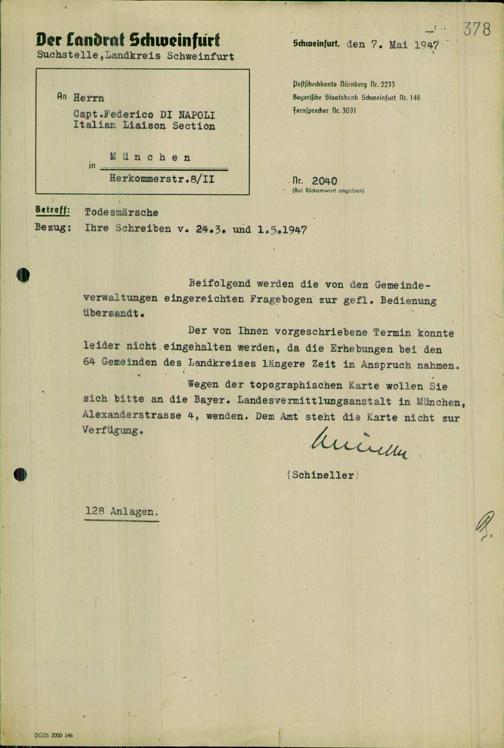 378
Der Landrat Schweinfurt
Suchstelle, Landkreis Schweinfurt
Schweinfurt, den 7. Mai 1947
Postscheckkonto Nürnberg Nr. 2233
Bayerische Staatsbank Schweinfurt Nr. 146
Fernsprecher Nr. 3091
An Herrn
Capt.Federico DI NAPOLI
Italian Liaison Section
in M ü n c h e n
Herkommerstr.8/II
Nr. 2040
(Bei Rückantwort angeben)
Betreff: Todesmärsche
Bezug: Ihre Schreiben v. 24.3. und 1.5.1947
Beifolgend werden die von den Gemeinde-
verwaltungen eingereichten Fragebogen zur gefl. Bedienung
übersandt.
Der von Ihnen vorgeschriebene Termin konnte
leider nicht eingehalten werden, da die Erhebungen bei den
64 Gemeinden des Landkreises längere Zeit in Anspruch nahmen.
Wegen der topographischen Karte wollen Sie
sich bitte an die Bayer. Landesvermittlungsanstalt in München,
Alexanderstrasse 4, wenden. Dem Amt steht die Karte nicht zur
Verfügung.
(Schineller)
128 Anlagen.
DG/35 2000 546